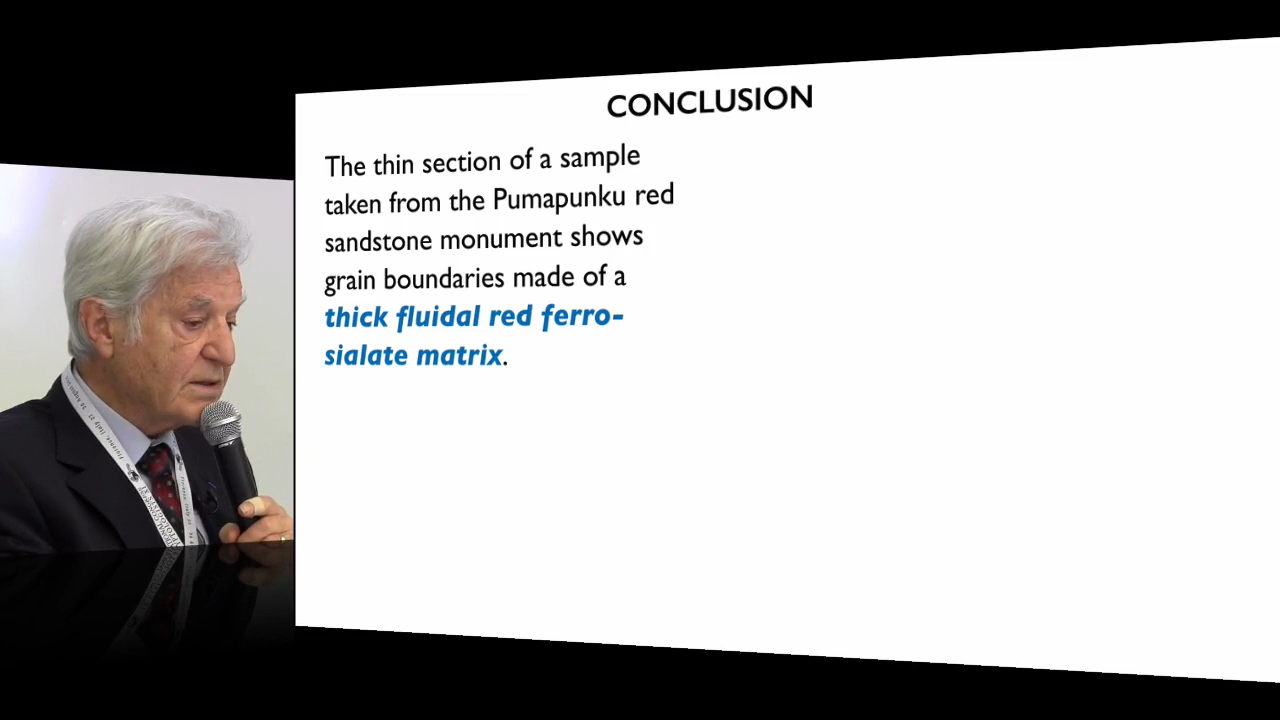 CONCLUSION
The thin section of a sample
taken from the Pumapunku red
sandstone monument shows
grain boundaries made of a
thick fluidal red ferro-
sialate matrix.